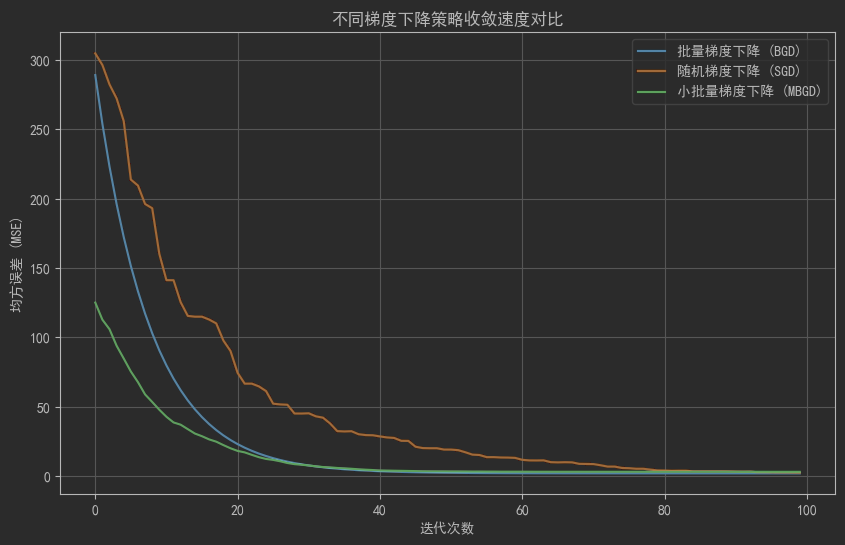 不同梯度下降策略收敛速度对比
批量梯度下降 (BGD)
随机梯度下降 (SGD)
小批量梯度下降 (MBGD)
均方误差 (MSE)
300
250
200
150
100
50
0
0 20 40 60 80 100
迭代次数